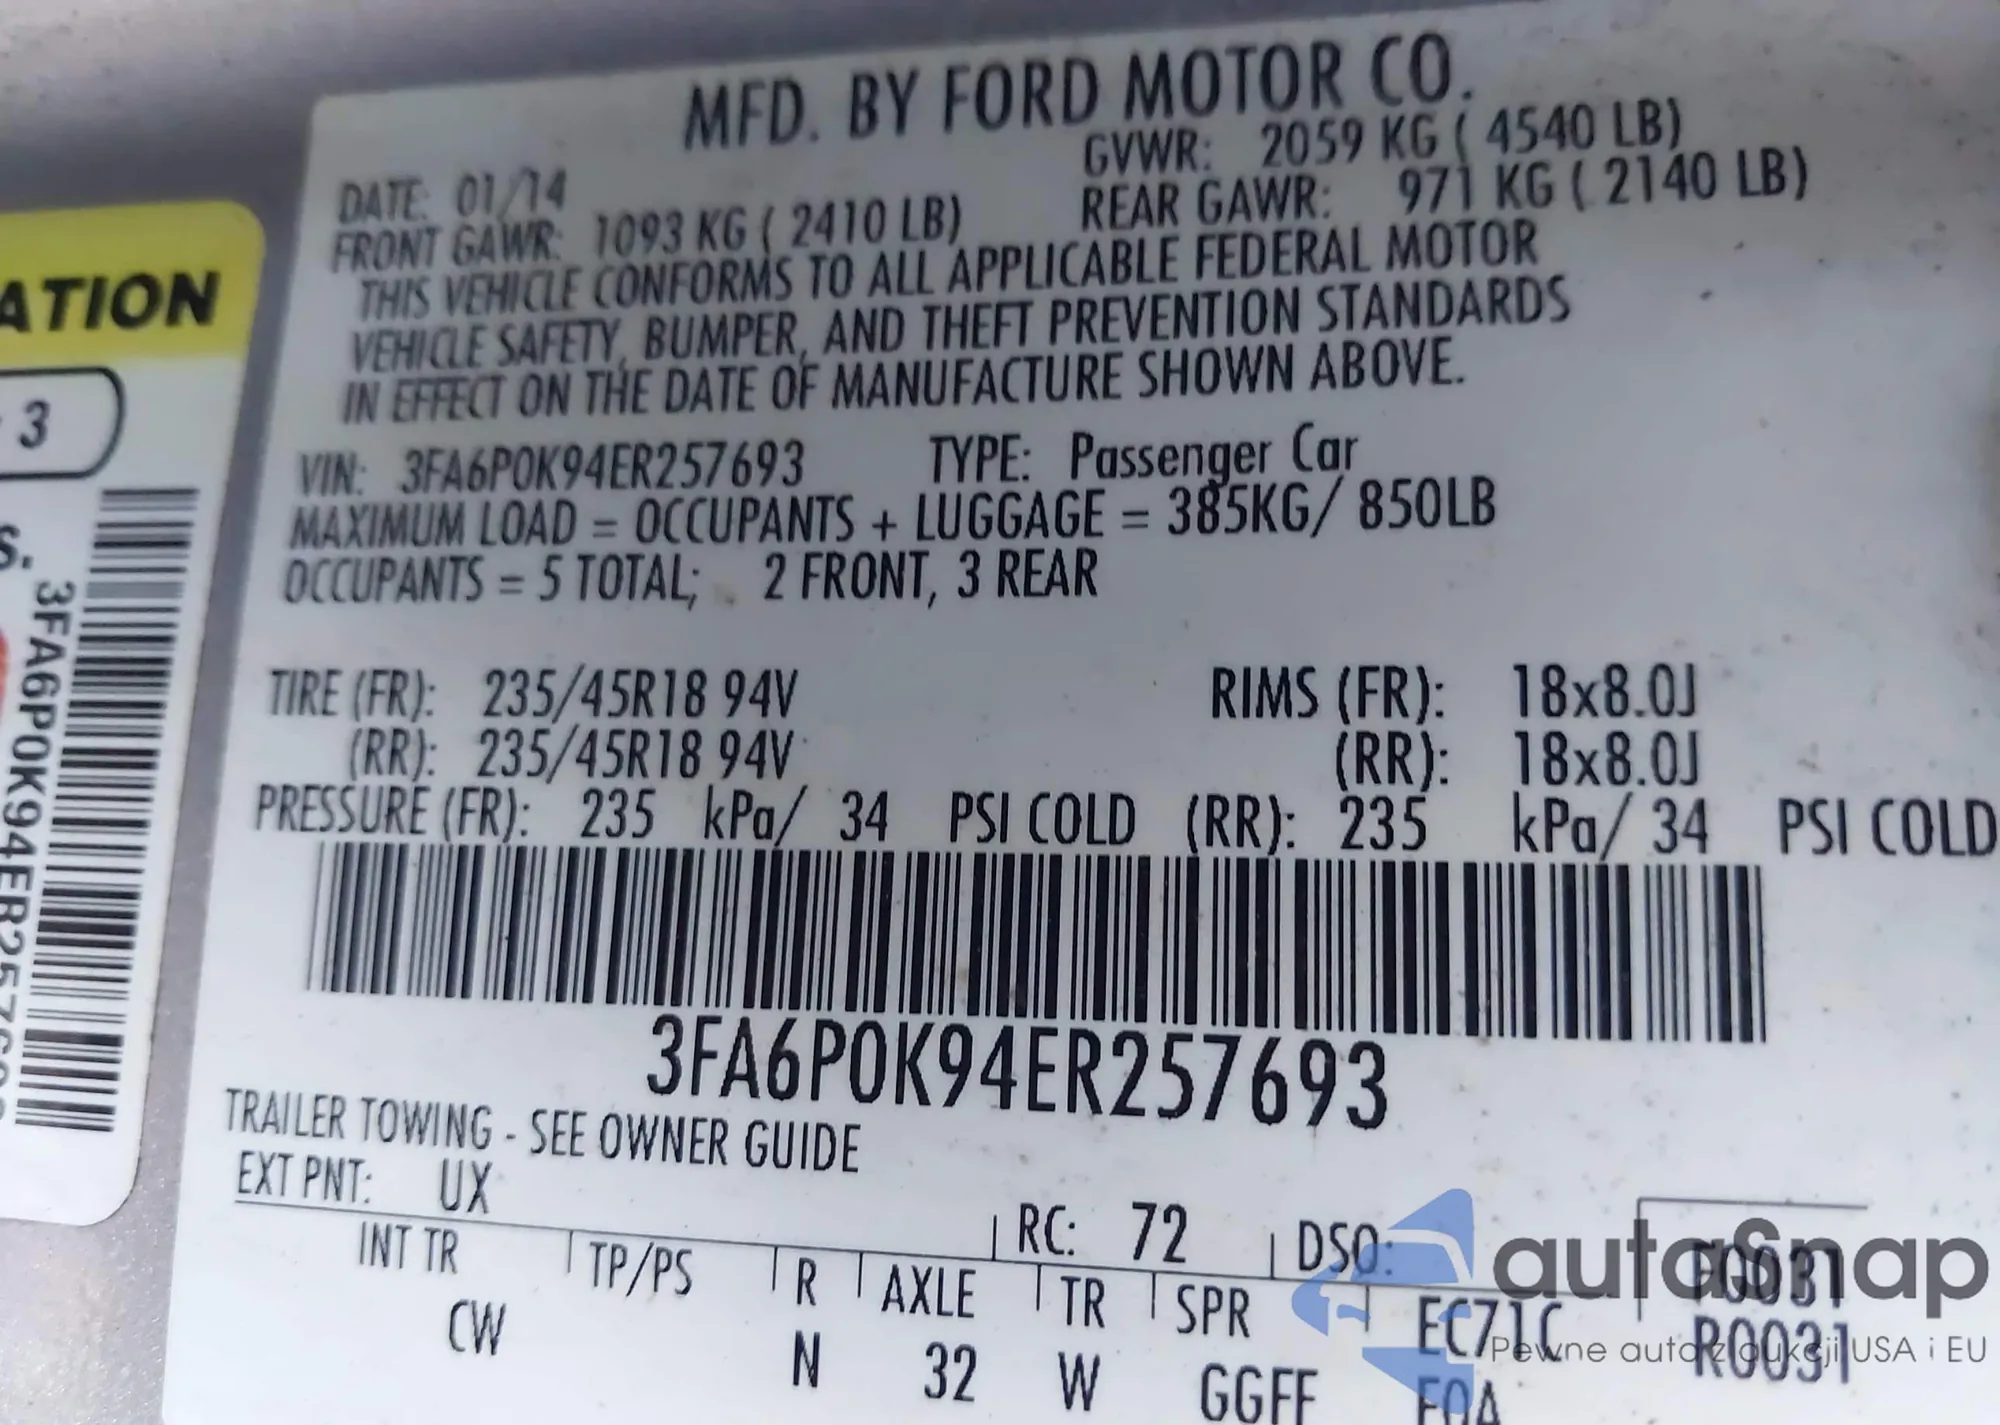 MFD. BY FORD MOTOR CO.
DATE: 01/14
GVWR: 2059 KG ( 4540 LB)
FRONT GAWR: 1093 KG ( 2410 LB)
REAR GAWR: 971 KG ( 2140 LB)
THIS VEHICLE CONFORMS TO ALL APPLICABLE FEDERAL MOTOR
VEHICLE SAFETY, BUMPER, AND THEFT PREVENTION STANDARDS
IN EFFECT ON THE DATE OF MANUFACTURE SHOWN ABOVE.
VIN: 3FA6P0K94ER257693 TYPE: Passenger Car
MAXIMUM LOAD = OCCUPANTS + LUGGAGE = 385KG/ 850LB
OCCUPANTS = 5 TOTAL; 2 FRONT, 3 REAR
TIRE (FR): 235/45R18 94V RIMS (FR): 18x8.0J
(RR): 235/45R18 94V (RR): 18x8.0J
PRESSURE (FR): 235 kPa/ 34 PSI COLD (RR): 235 kPa/ 34 PSI COLD
3FA6P0K94ER257693
TRAILER TOWING - SEE OWNER GUIDE
EXT PNT: UX RC: 72 DSO:
INT TR TP/PS R AXLE TR SPR EC71C R0031
CW N 32 W GGFF
ATION
3
S.
3FA6P0K94ER25769
autaSnap
Pewne auta z aukcji USA i EU